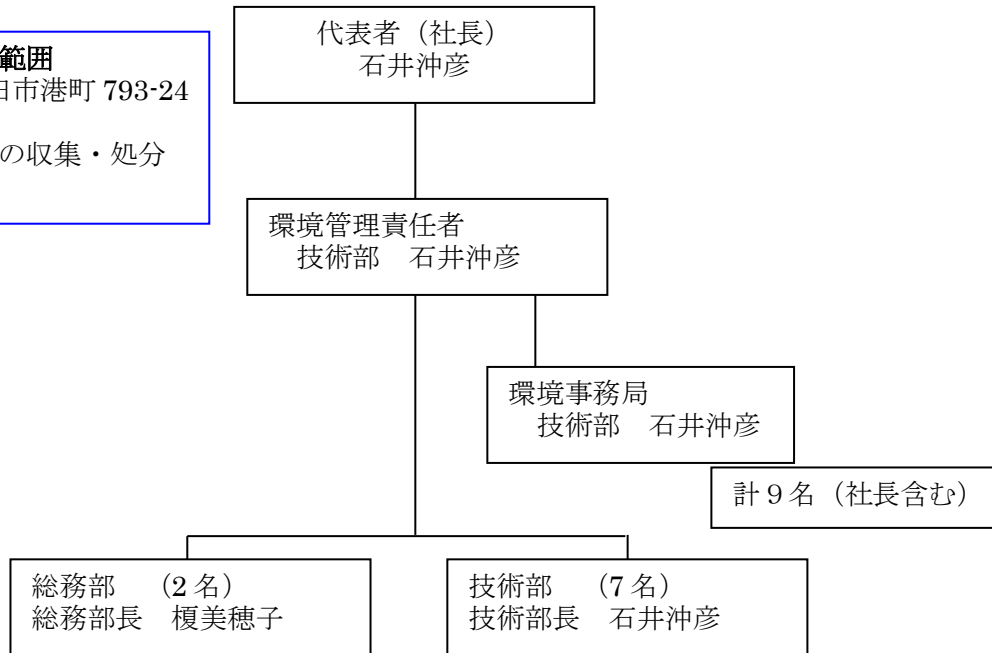 範囲
日市港町 793-24
の収集・処分
代表者（社長）
石井沖彦
環境管理責任者
技術部　石井沖彦
環境事務局
技術部　石井沖彦
計９名（社長含む）
総務部　（2 名）
総務部長　榎美穂子
技術部　（7 名）
技術部長　石井沖彦